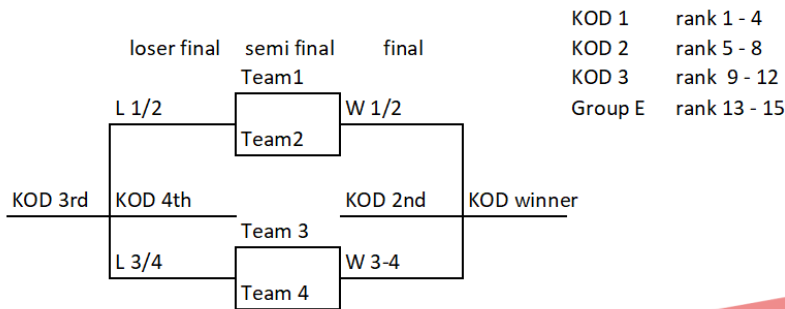 KOD 1 rank 1 - 4
loser final semi final final
KOD 2 rank 5 - 8
Team1
KOD 3 rank 9 - 12
L 1/2 W 1/2
Group E rank 13 - 15
Team2
KOD 3rd KOD 4th KOD 2nd KOD winner
Team 3
L 3/4 W 3-4
Team 4